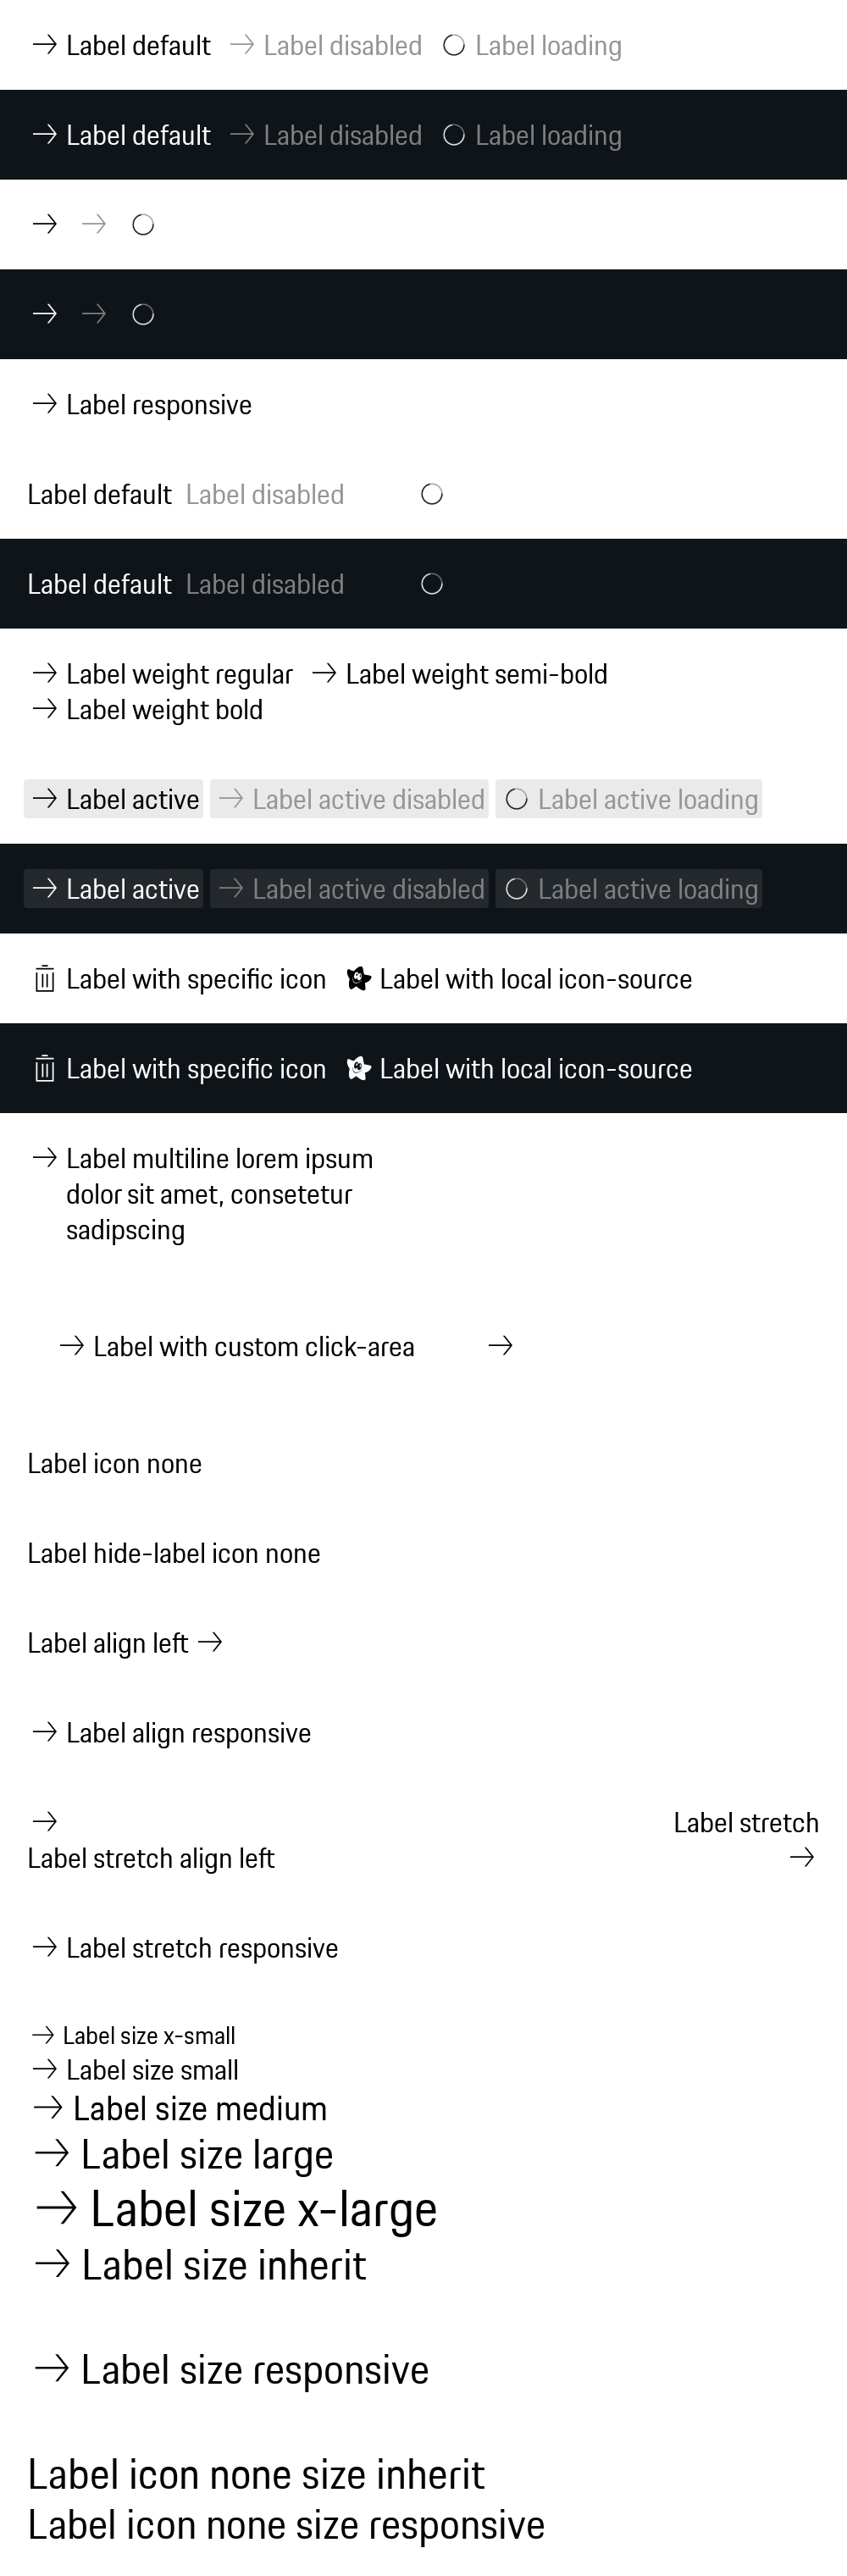 Label default Label disabled Label loading
Label default Label disabled Label loading
Label responsive
Label default Label disabled
Label default Label disabled
Label weight regular Label weight semi-bold
Label weight bold
Label active Label active disabled Label active loading
Label active Label active disabled Label active loading
Label with specific icon Label with local icon-source
Label with specific icon Label with local icon-source
Label multiline lorem ipsum
dolor sit amet, consetetur
sadipscing
Label with custom click-area
Label icon none
Label hide-label icon none
Label align left
Label align responsive
Label stretch
Label stretch align left
Label stretch responsive
Label size x-small
Label size small
Label size medium
Label size large
Label size x-large
Label size inherit
Label size responsive
Label icon none size inherit
Label icon none size responsive